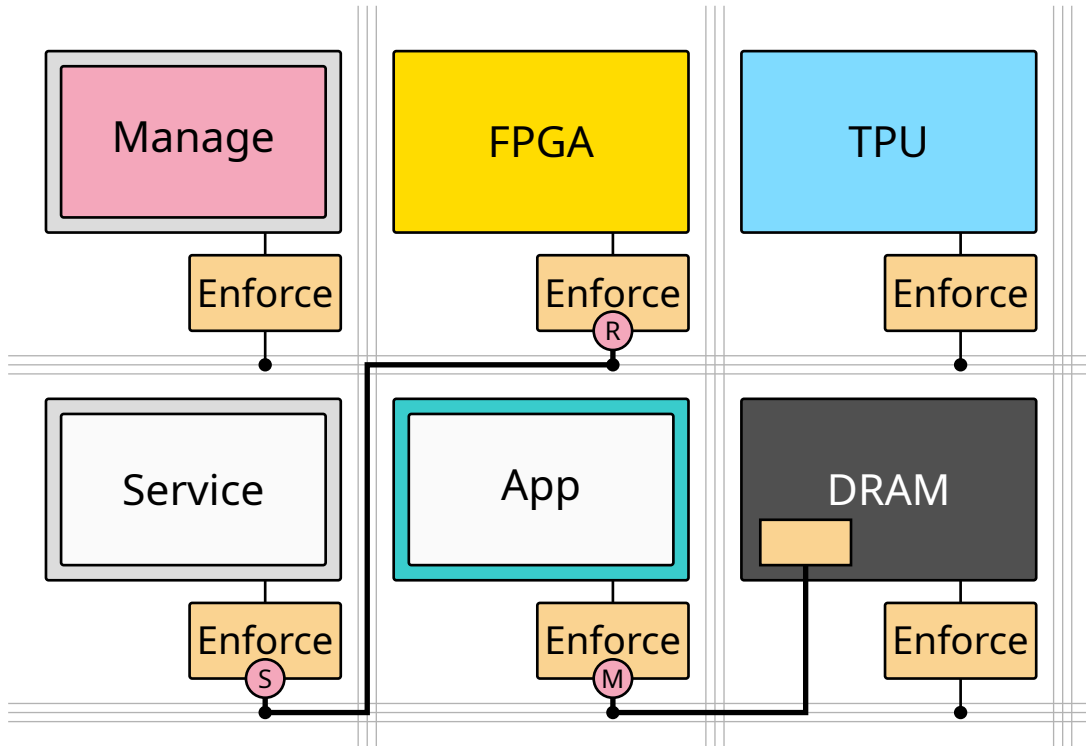 Manage
FPGA
TPU
Enforce
Enforce
Enforce
R
Service
App
DRAM
Enforce
Enforce
Enforce
S
M